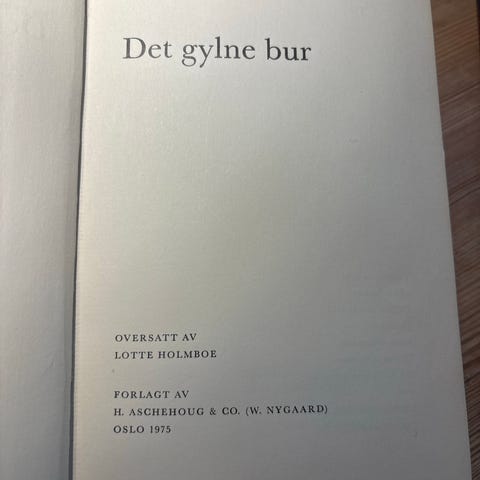 Det gylne bur
OVERSATT AV
LOTTE HOLMBOE
FORLAGT AV
H. ASCHEHOUG & CO. (W. NYGAARD)
OSLO 1975